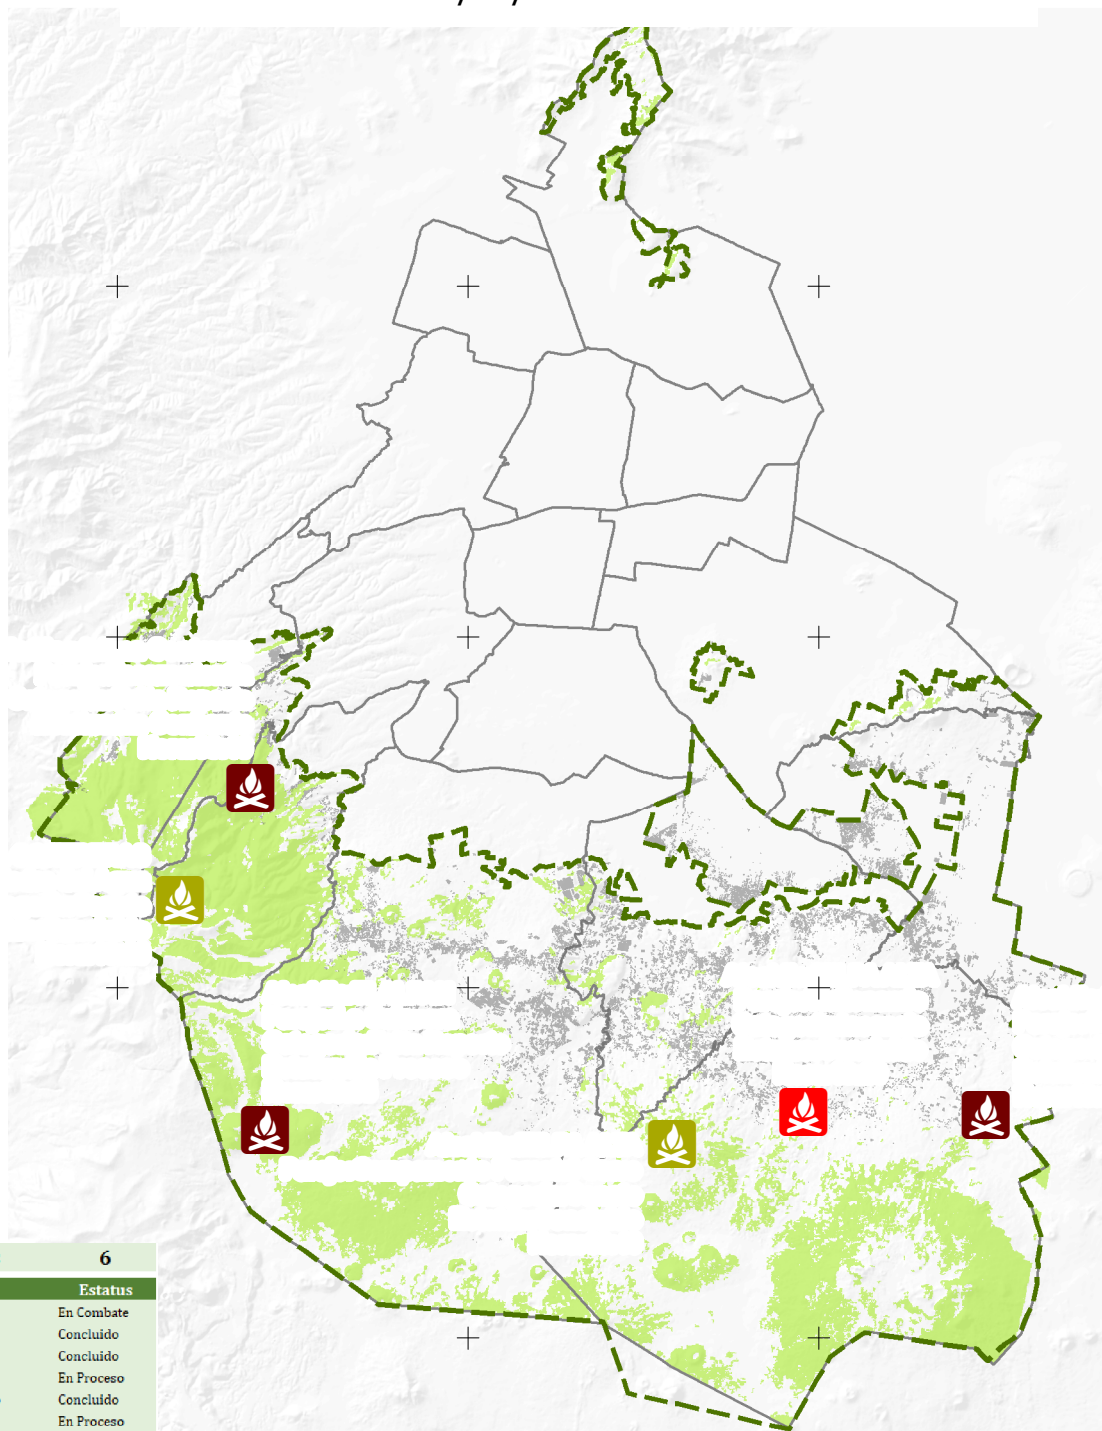 6
Estatus
En Combate
Concluido
Concluido
En Proceso
Concluido
En Proceso